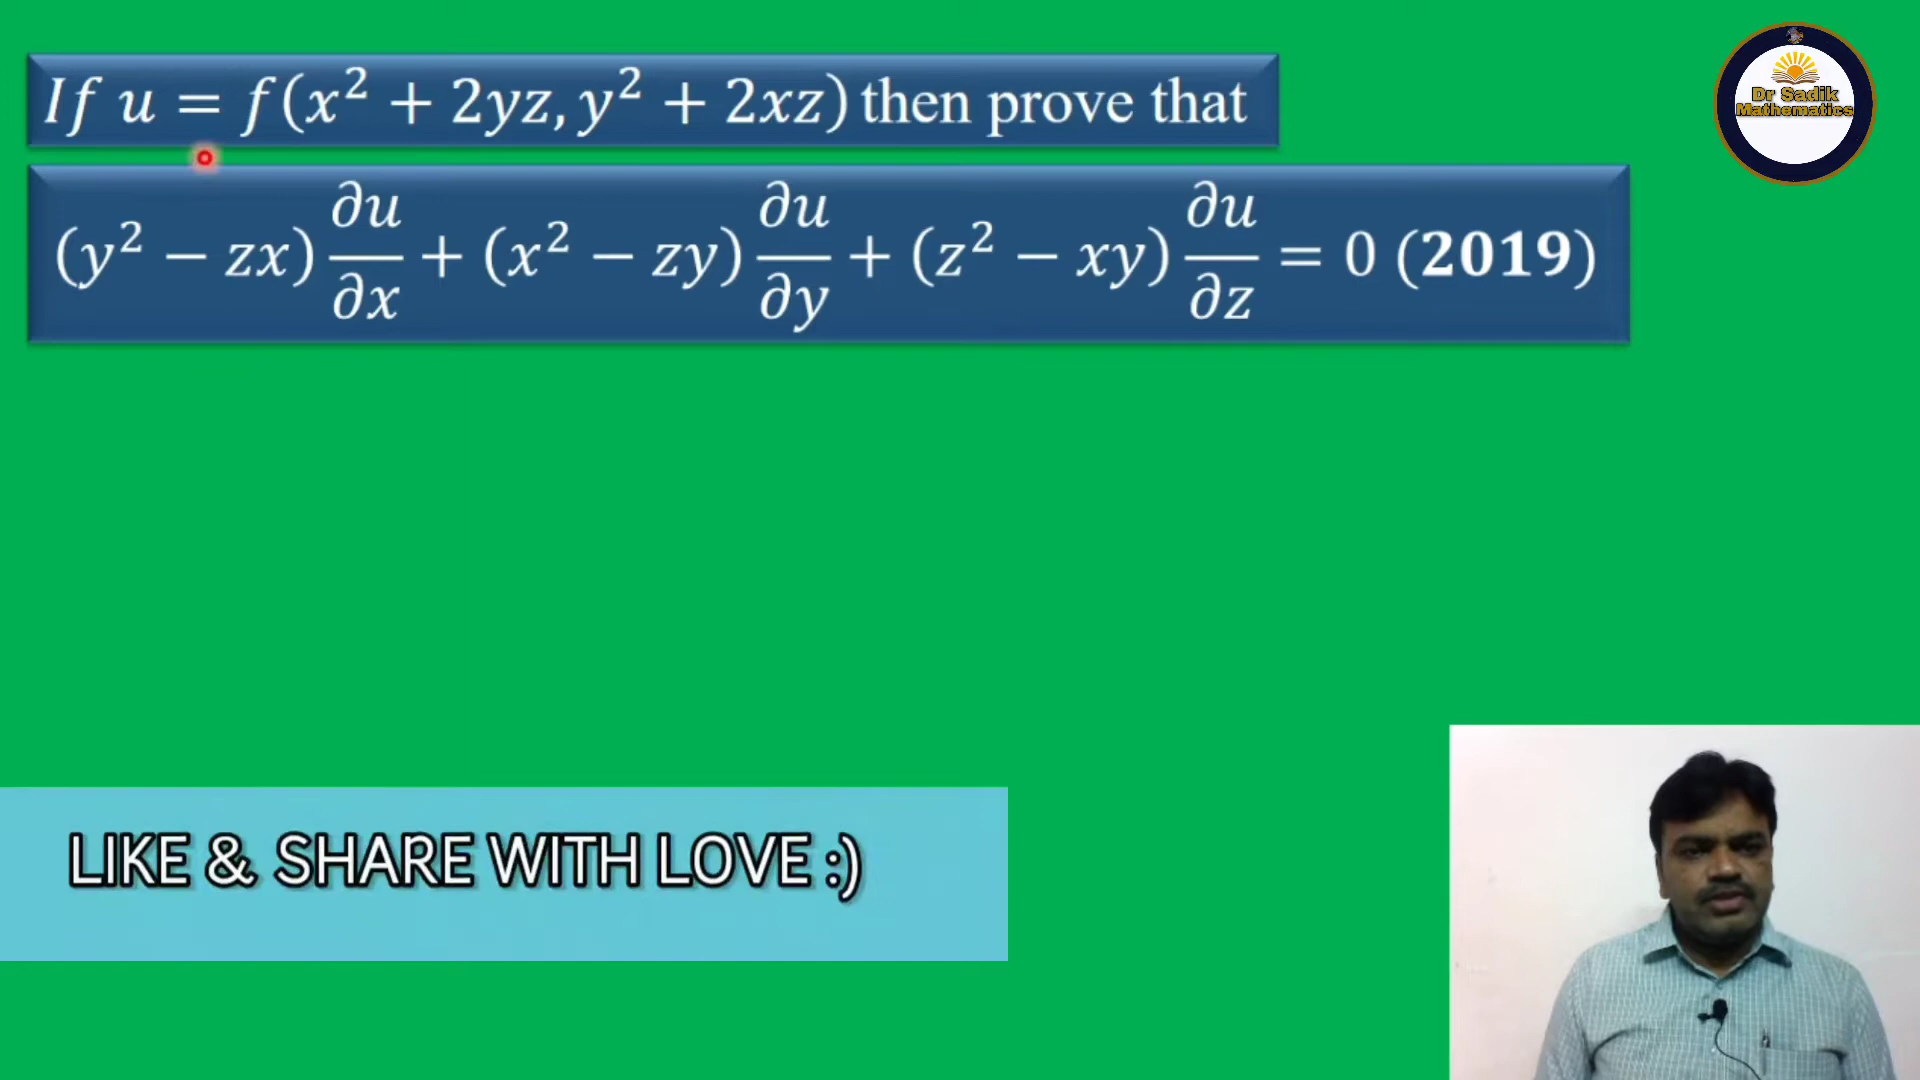 If u = f(x² + 2yz, y² + 2xz) then prove that
(y² − zx) ∂u/∂x + (x² − zy) ∂u/∂y + (z² − xy) ∂u/∂z = 0 (2019)
Dr Sadik
Mathematics
LIKE & SHARE WITH LOVE :)